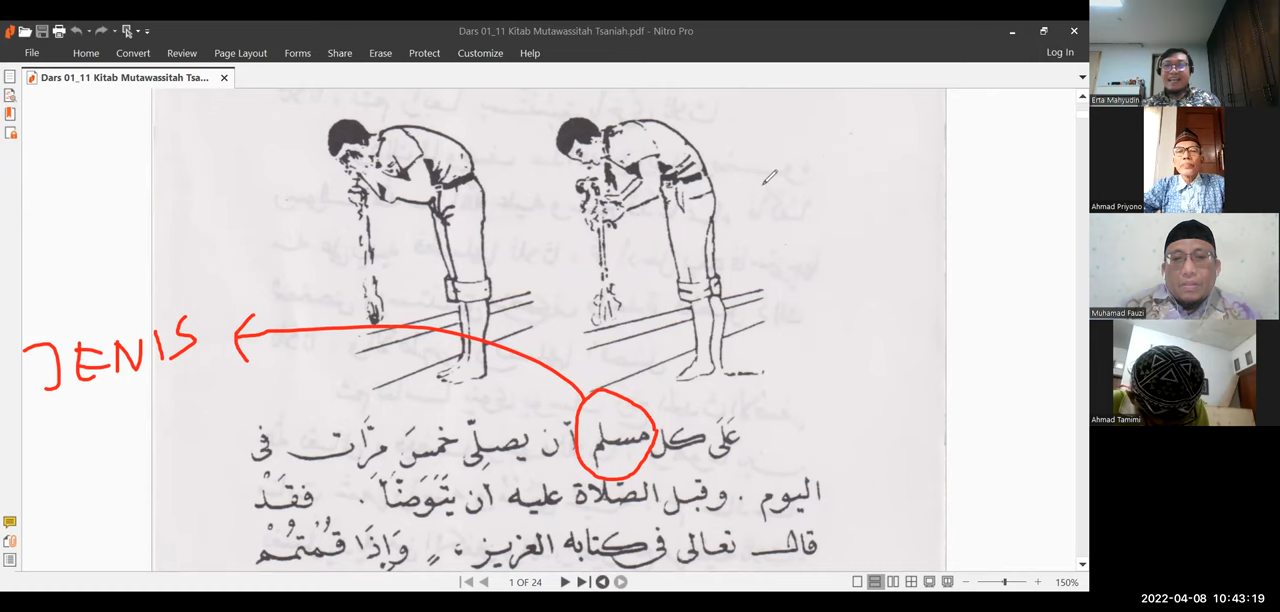 Dars 01_11 Kitab Mutawassitah Tsaniah.pdf - Nitro Pro
File Home Convert Review Page Layout Forms Share Erase Protect Customize Help Log In
Dars 01_11 Kitab Mutawassitah Tsa...
Erta Mahyudin
Ahmad Priyono
Muhamad Fauzi
Ahmad Tamimi
JENIS
عَلَى كل مسلم أن يصلِّى خمسَ مرَّات فى
اليوم . وقبل الصَّلاة عليه أن يَتَوَضَّأَ . فقَدْ
قال تعالى فى كتابه العزيز ، ,, وَإِذَا قُمْتُمْ
1 OF 24
150%
2022-04-08 10:43:19